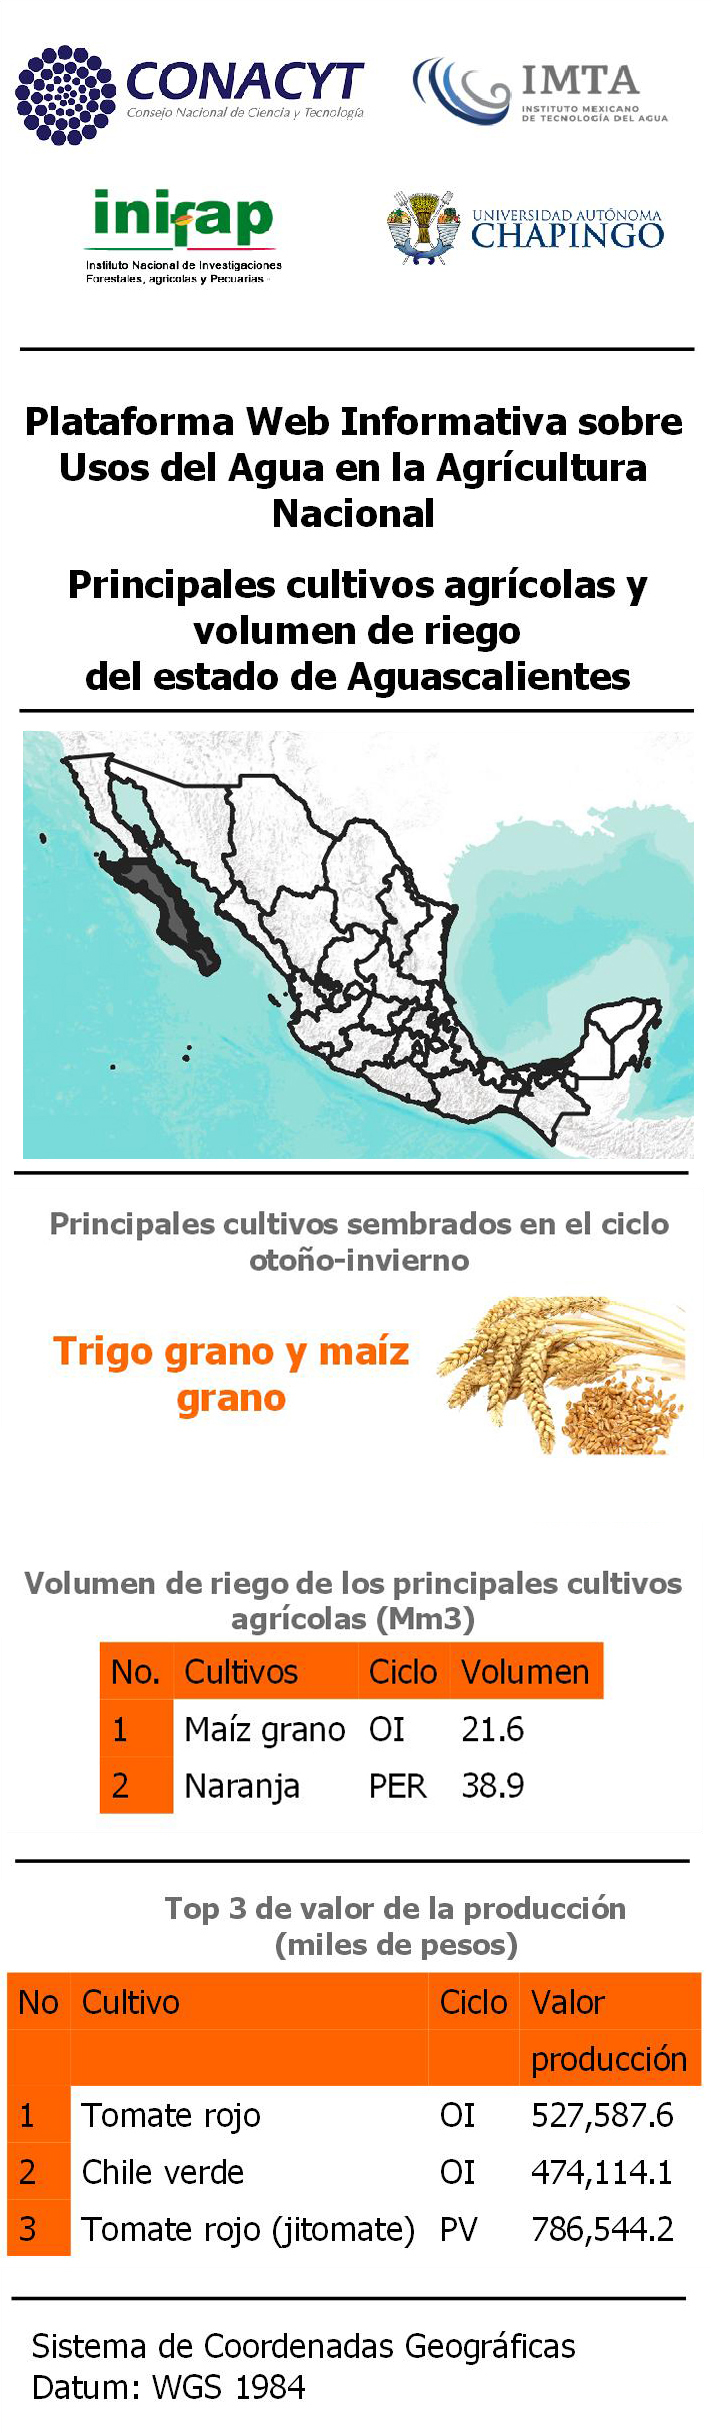 CONACYT
Consejo Nacional de Ciencia y Tecnología
IMTA
INSTITUTO MEXICANO
DE TECNOLOGÍA DEL AGUA
inifap
Instituto Nacional de Investigaciones
Forestales, agricolas y Pecuarias -
UNIVERSIDAD AUTÓNOMA
CHAPINGO
Plataforma Web Informativa sobre
Usos del Agua en la Agrícultura
Nacional
Principales cultivos agrícolas y
volumen de riego
del estado de Aguascalientes
Principales cultivos sembrados en el ciclo
otoño-invierno
Trigo grano y maíz
grano
Volumen de riego de los principales cultivos
agrícolas (Mm3)
No. Cultivos Ciclo Volumen
1 Maíz grano OI 21.6
2 Naranja PER 38.9
Top 3 de valor de la producción
(miles de pesos)
No Cultivo Ciclo Valor
producción
1 Tomate rojo OI 527,587.6
2 Chile verde OI 474,114.1
3 Tomate rojo (jitomate) PV 786,544.2
Sistema de Coordenadas Geográficas
Datum: WGS 1984